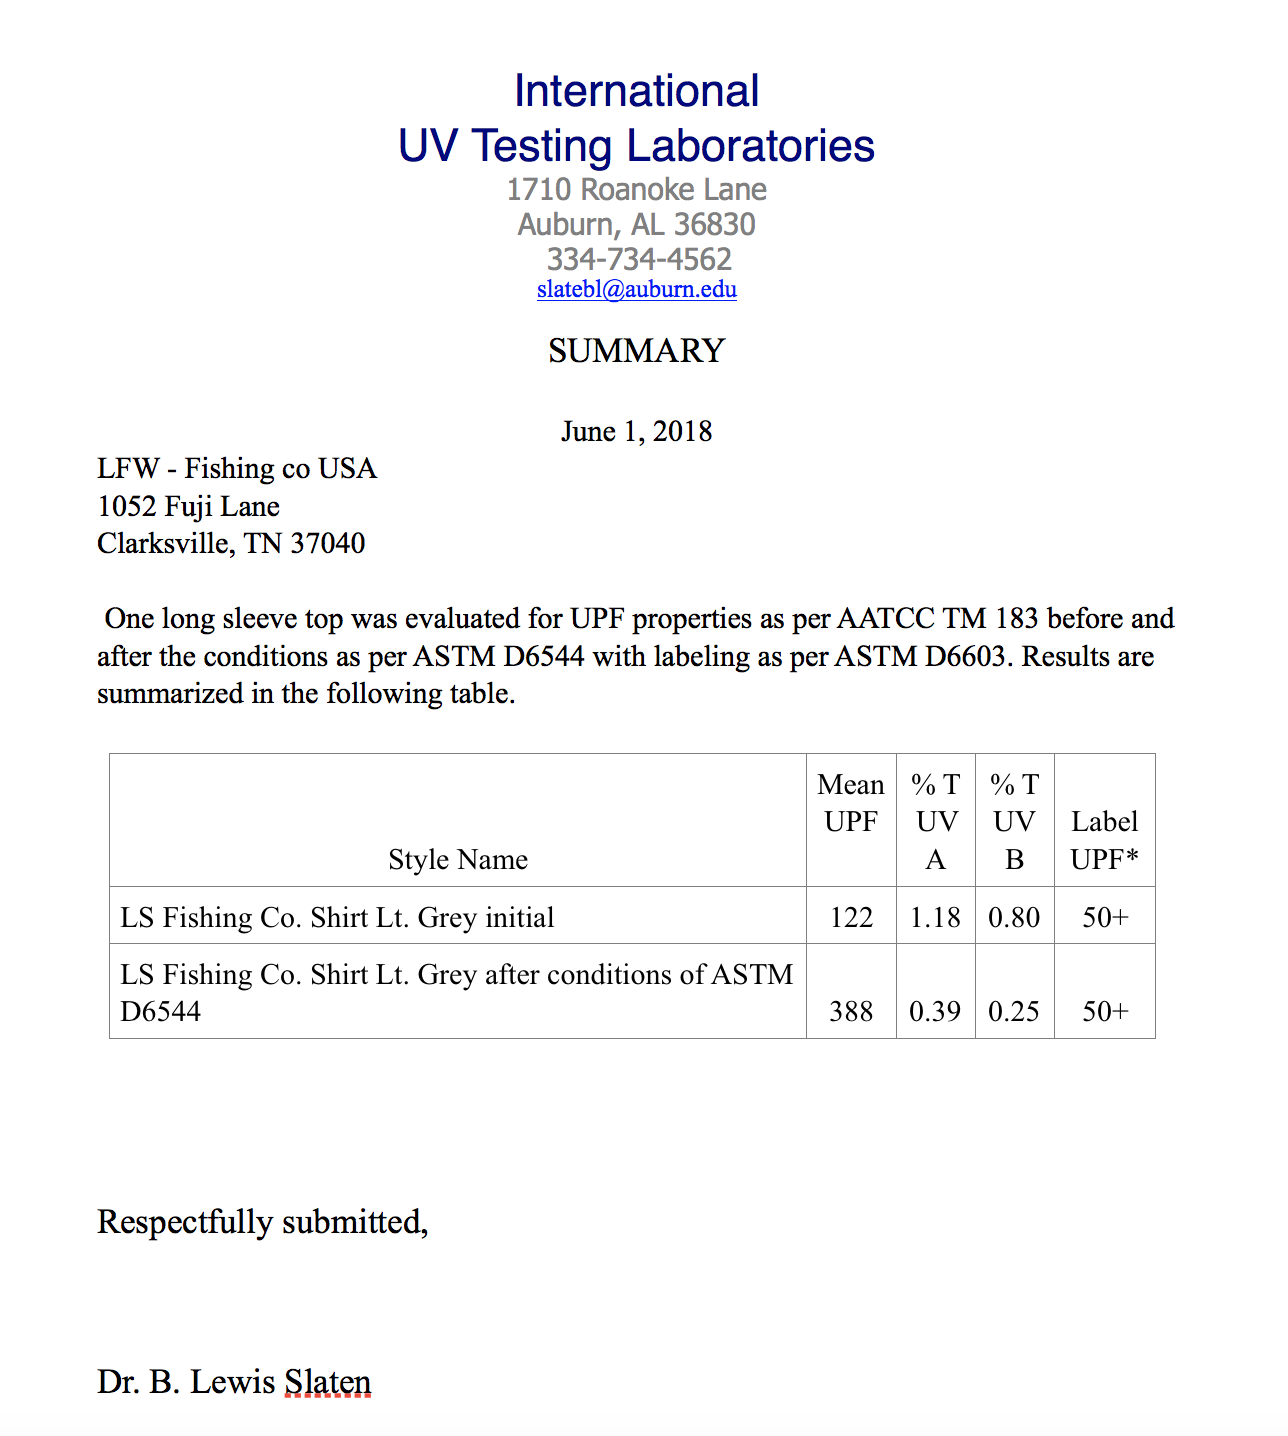 International
UV Testing Laboratories
1710 Roanoke Lane
Auburn, AL 36830
334-734-4562
slatebl@auburn.edu
SUMMARY
June 1, 2018
LFW - Fishing co USA
1052 Fuji Lane
Clarksville, TN 37040
One long sleeve top was evaluated for UPF properties as per AATCC TM 183 before and
after the conditions as per ASTM D6544 with labeling as per ASTM D6603. Results are
summarized in the following table.
Style Name Mean UPF % T UV A % T UV B Label UPF*
LS Fishing Co. Shirt Lt. Grey initial 122 1.18 0.80 50+
LS Fishing Co. Shirt Lt. Grey after conditions of ASTM
D6544 388 0.39 0.25 50+
Respectfully submitted,
Dr. B. Lewis Slaten